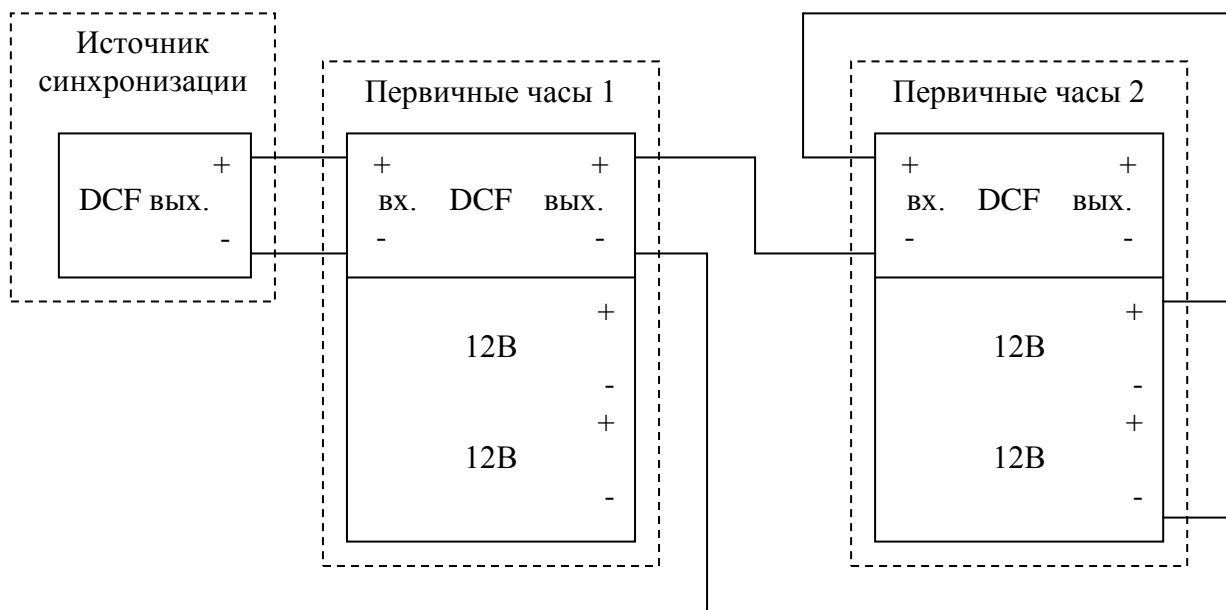 Источник
синхронизации
Первичные часы 1
Первичные часы 2
+
DCF вых.
-
+ +
вх. DCF вых.
- -
+
12В
-
+
12В
-
+ +
вх. DCF вых.
- -
+
12В
-
+
12В
-